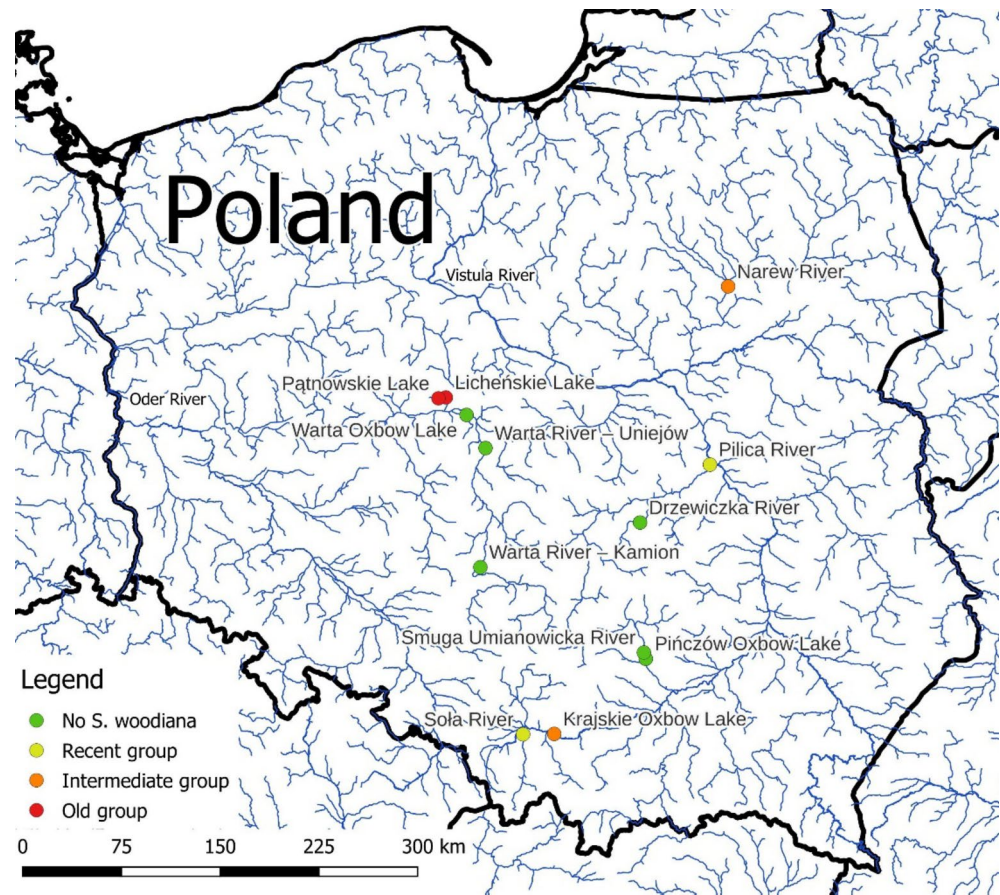 Poland
Narew River
Vistula River
Pątnowskie Lake
Licheńskie Lake
Oder River
Warta Oxbow Lake
Warta River – Uniejów
Pilica River
Drzewiczka River
Warta River – Kamion
Smuga Umianowicka River
Pińczów Oxbow Lake
Soła River
Krajskie Oxbow Lake
Legend
No S. woodiana
Recent group
Intermediate group
Old group
0 75 150 225 300 km